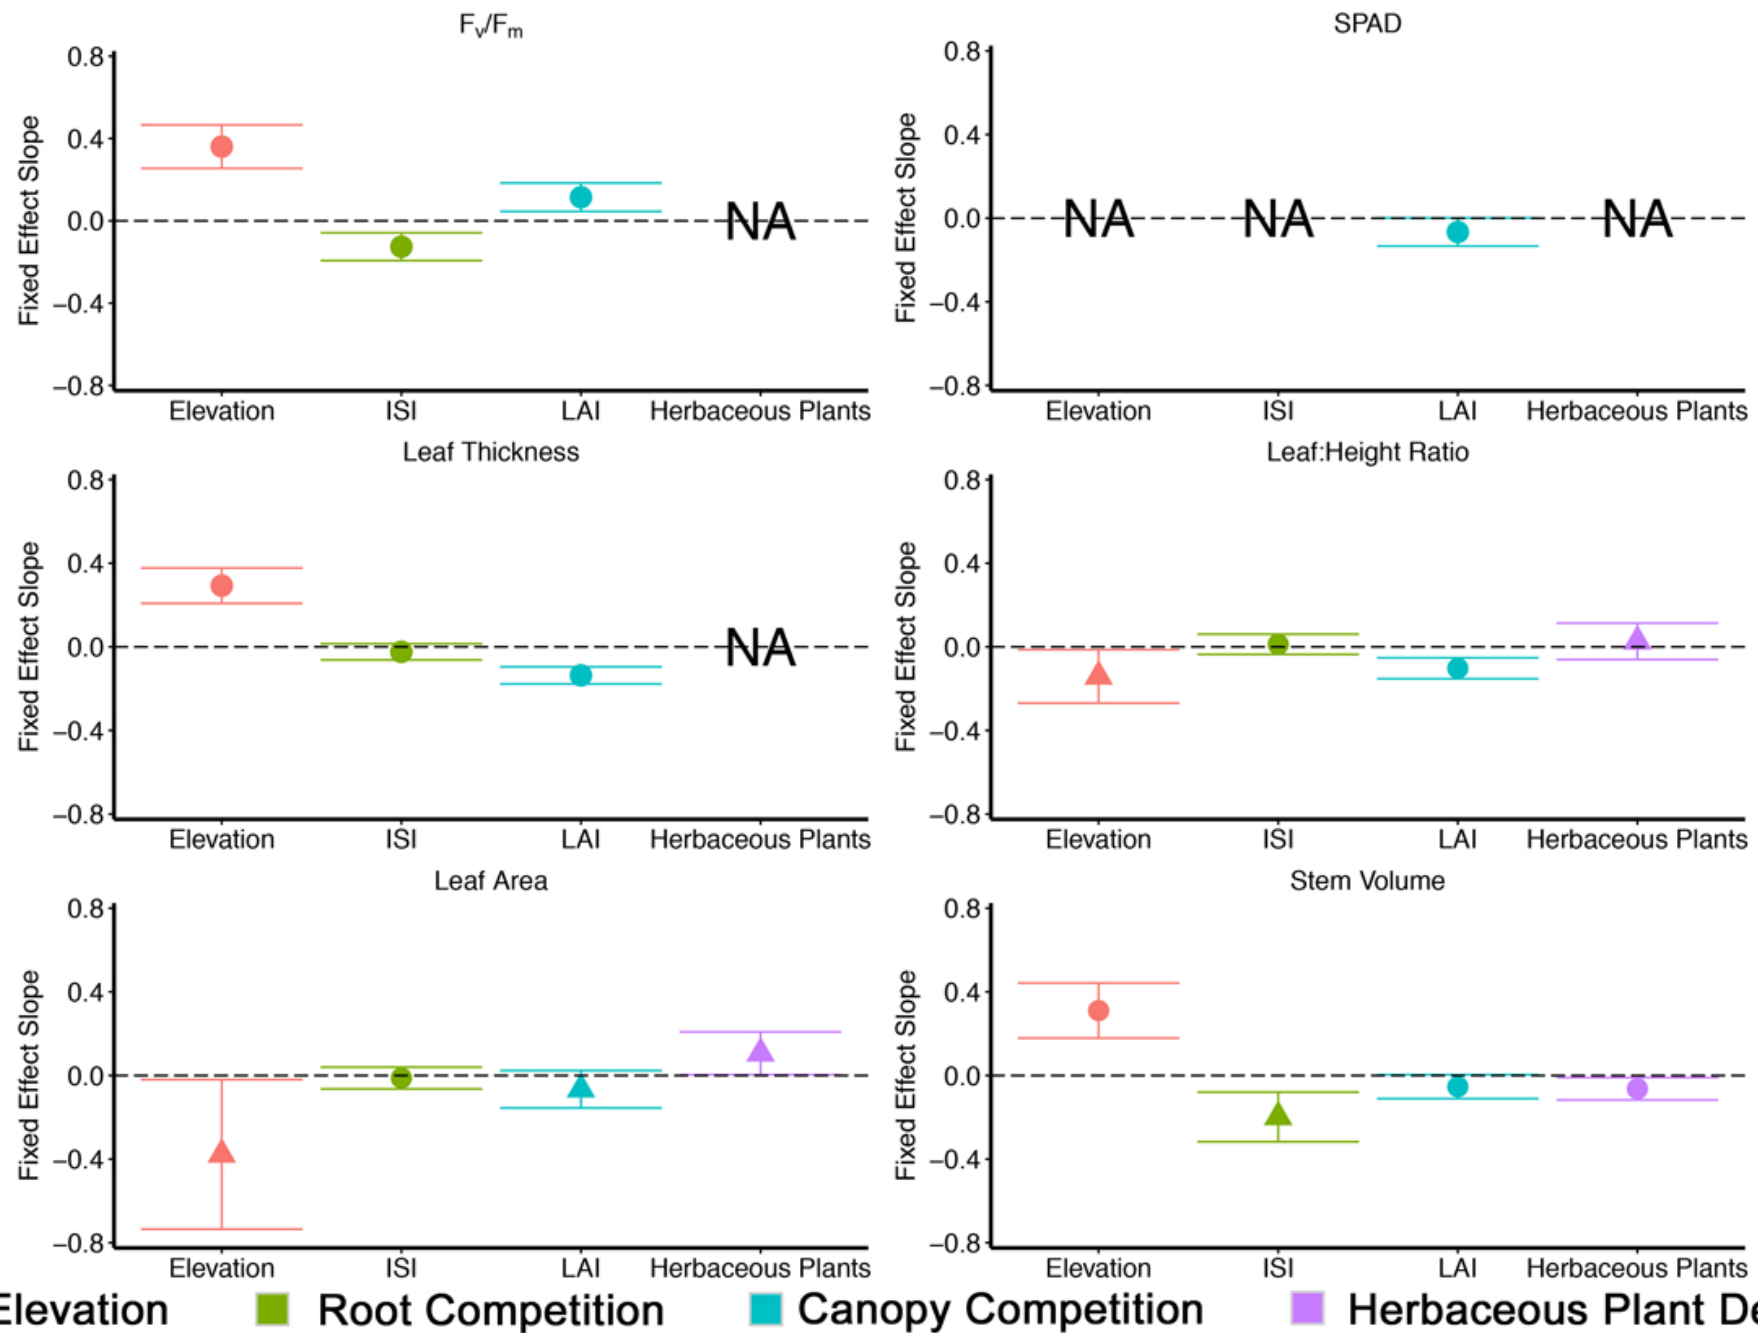 Fv/Fm
SPAD
Fixed Effect Slope
0.8
0.4
0.0
−0.4
−0.8
NA
Elevation ISI LAI Herbaceous Plants
Fixed Effect Slope
0.8
0.4
0.0
−0.4
−0.8
NA NA NA
Elevation ISI LAI Herbaceous Plants
Leaf Thickness
Leaf:Height Ratio
Fixed Effect Slope
0.8
0.4
0.0
−0.4
−0.8
NA
Elevation ISI LAI Herbaceous Plants
Fixed Effect Slope
0.8
0.4
0.0
−0.4
−0.8
Elevation ISI LAI Herbaceous Plants
Leaf Area
Stem Volume
Fixed Effect Slope
0.8
0.4
0.0
−0.4
−0.8
Elevation ISI LAI Herbaceous Plants
Fixed Effect Slope
0.8
0.4
0.0
−0.4
−0.8
Elevation ISI LAI Herbaceous Plants
Elevation Root Competition Canopy Competition Herbaceous Plant De